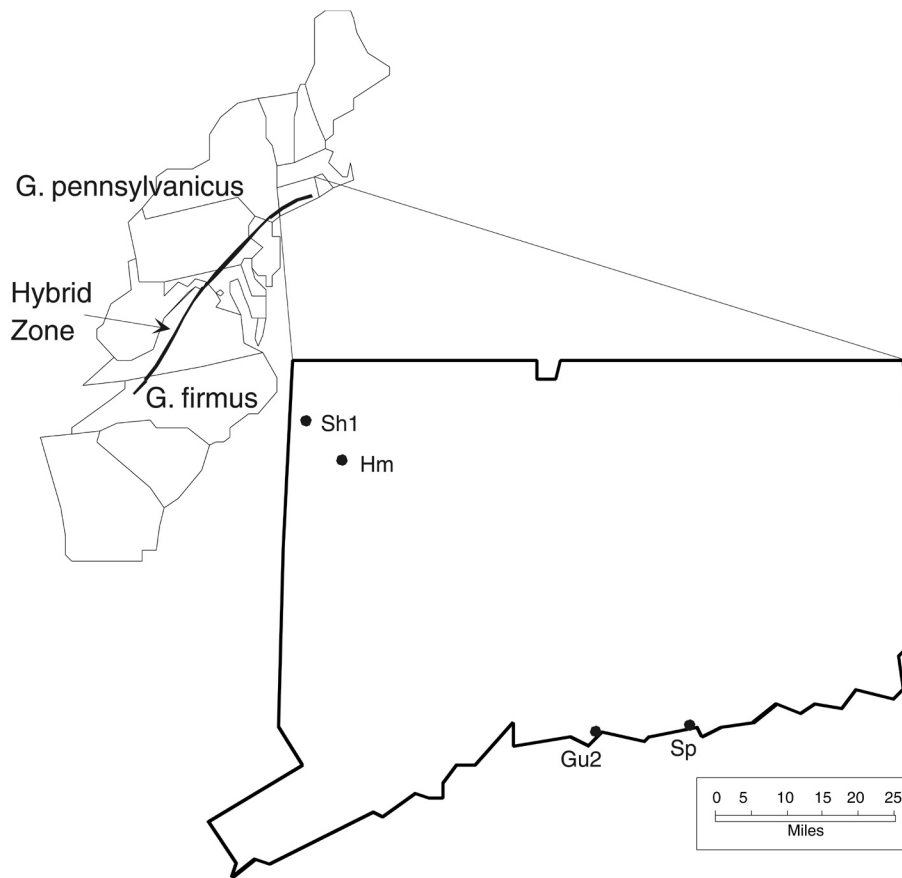 G. pennsylvanicus
Hybrid
Zone
G. firmus
Sh1
Hm
Gu2
Sp
0 5 10 15 20 25
Miles